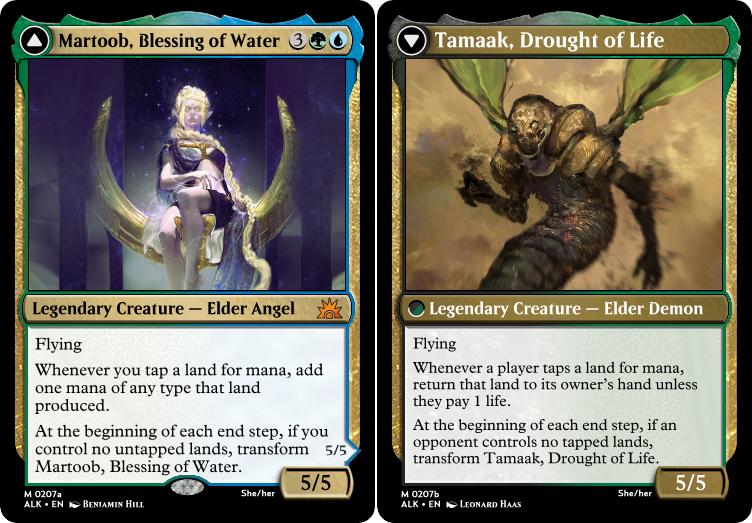 Martoob, Blessing of Water 3
Legendary Creature — Elder Angel
Flying
Whenever you tap a land for mana, add
one mana of any type that land
produced.
At the beginning of each end step, if you
control no untapped lands, transform
Martoob, Blessing of Water.
5/5
5/5
M 0207a
ALK • EN Benjamin Hill
She/her
Tamaak, Drought of Life
Legendary Creature — Elder Demon
Flying
Whenever a player taps a land for mana,
return that land to its owner's hand unless
they pay 1 life.
At the beginning of each end step, if an
opponent controls no tapped lands,
transform Tamaak, Drought of Life.
5/5
M 0207b
ALK • EN Leonard Haas
She/her